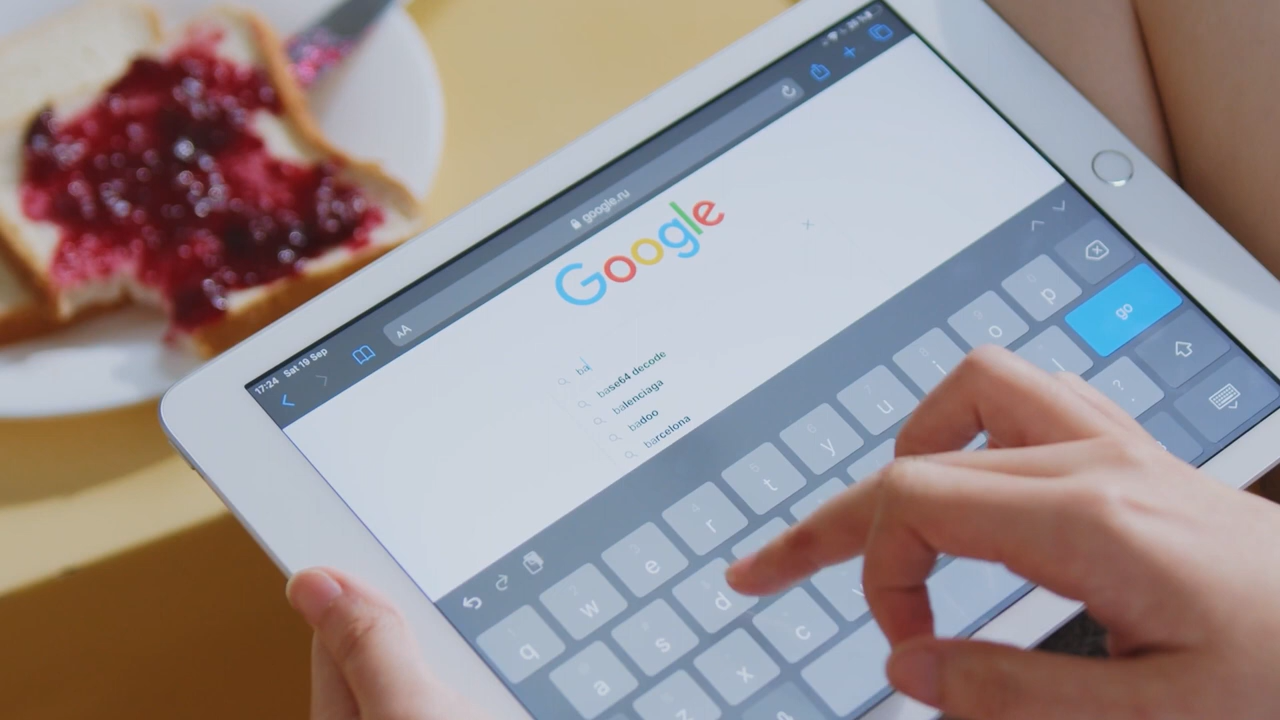 17:24 Sat 19 Sep
AA
google.ru
Google
ba
base64 decode
balenciaga
badoo
barcelona
q w e r t y u i o p
a s d
go
z x c
?